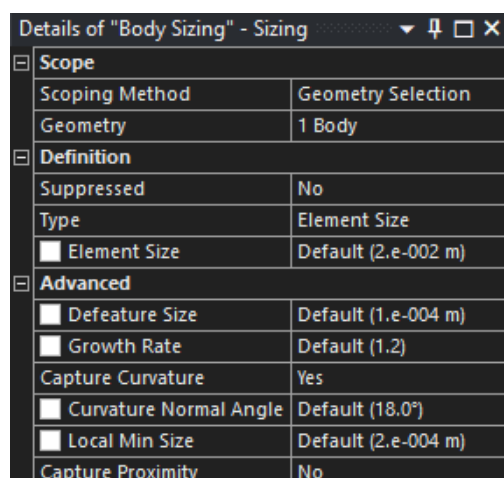 Details of "Body Sizing" - Sizing
Scope
Scoping Method Geometry Selection
Geometry 1 Body
Definition
Suppressed No
Type Element Size
Element Size Default (2.e-002 m)
Advanced
Defeature Size Default (1.e-004 m)
Growth Rate Default (1.2)
Capture Curvature Yes
Curvature Normal Angle Default (18.0°)
Local Min Size Default (2.e-004 m)
Capture Proximity No